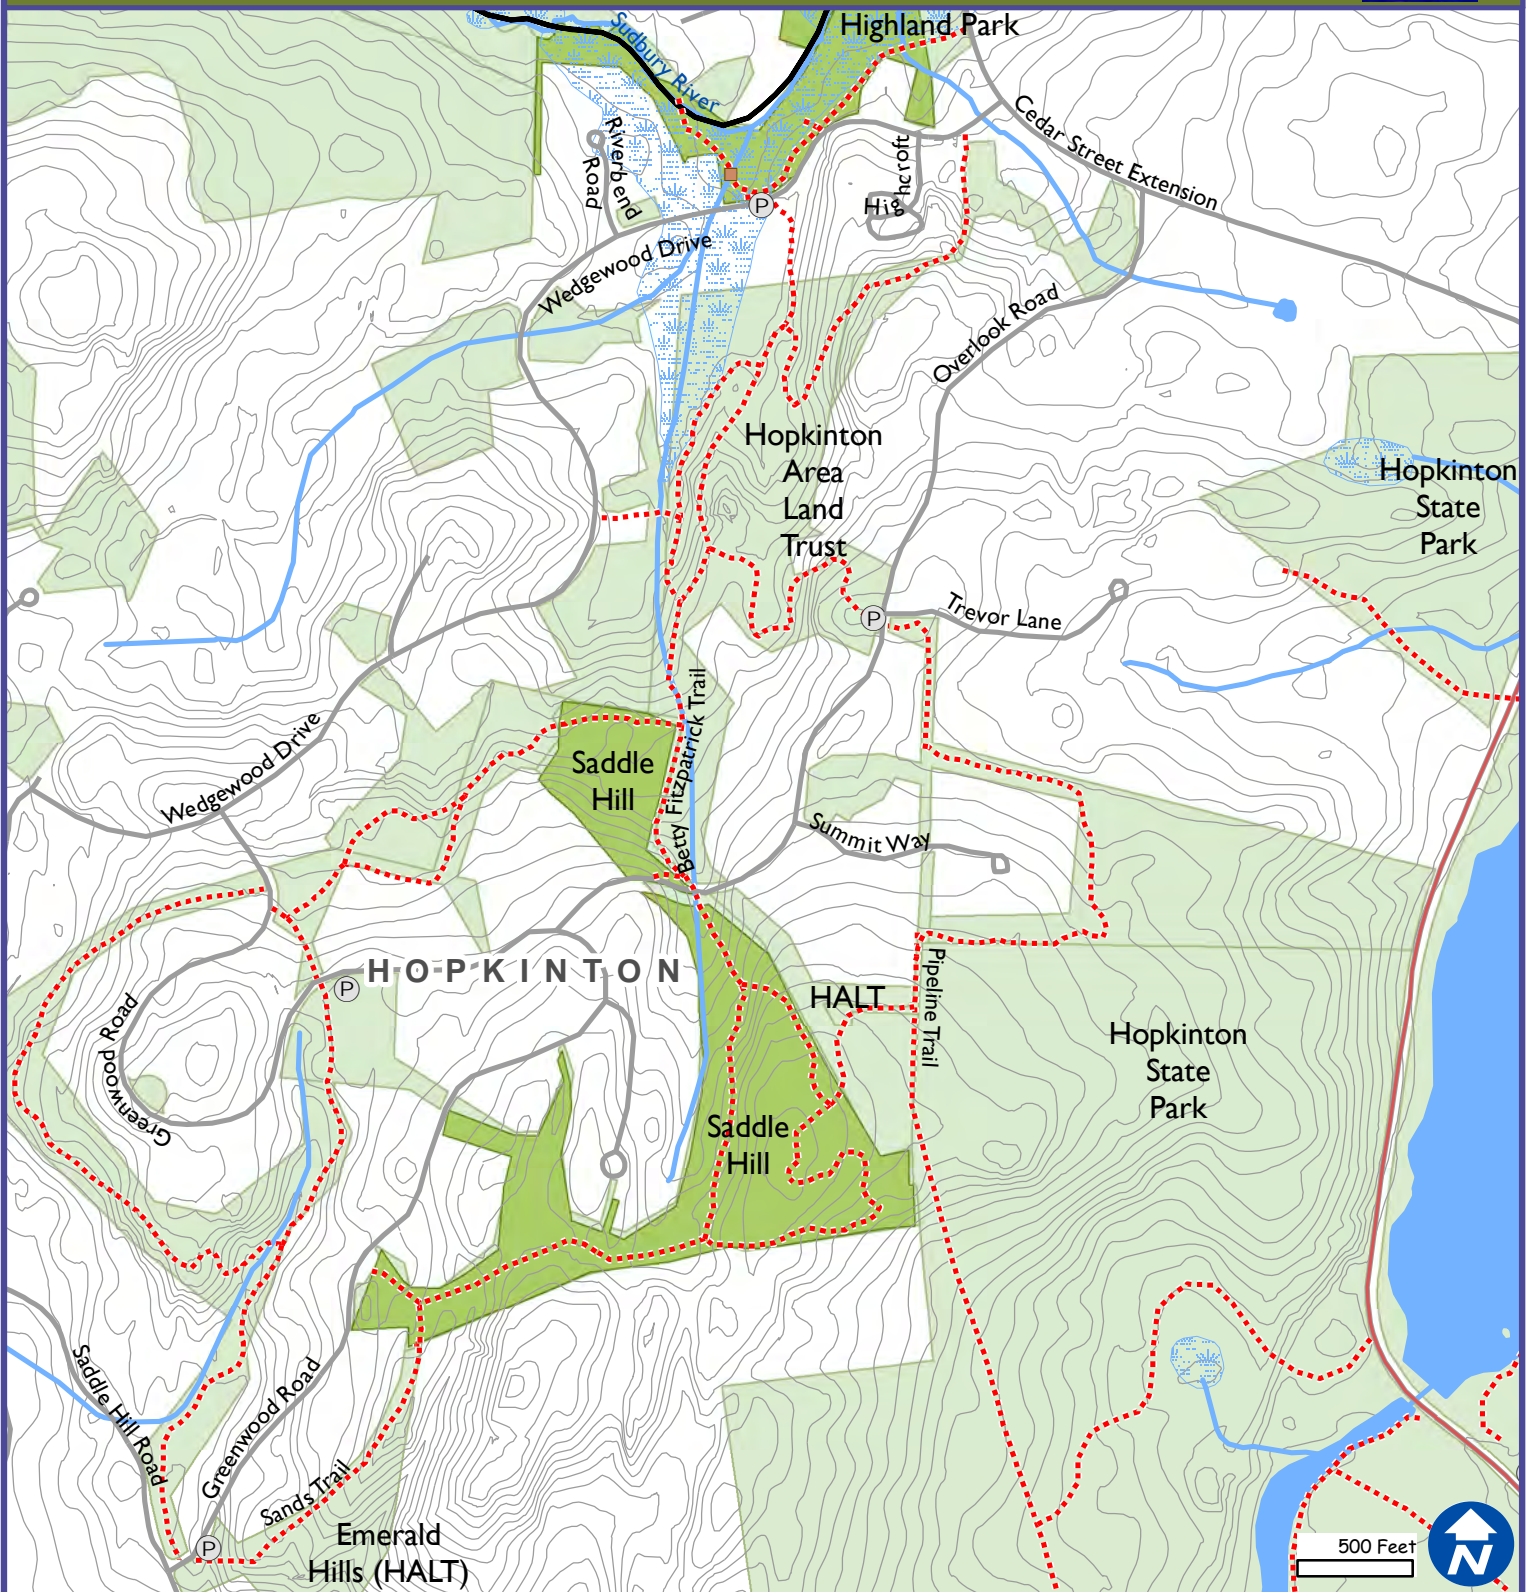 Highland Park
Sudbury River
Cedar Street Extension
Riverbend
Road
Highcroft
P
Wedgewood Drive
Overlook Road
Hopkinton
Area
Land
Trust
Hopkinton
State
Park
Trevor Lane
P
Betty Fitzpatrick Trail
Wedgewood Drive
Saddle
Hill
Summit Way
HOPKINTON
P
HALT
Pipeline Trail
Greenwood Road
Hopkinton
State
Park
Saddle
Hill
Saddle Hill Road
Greenwood Road
Sands Trail
P
Emerald
Hills (HALT)
500 Feet
N